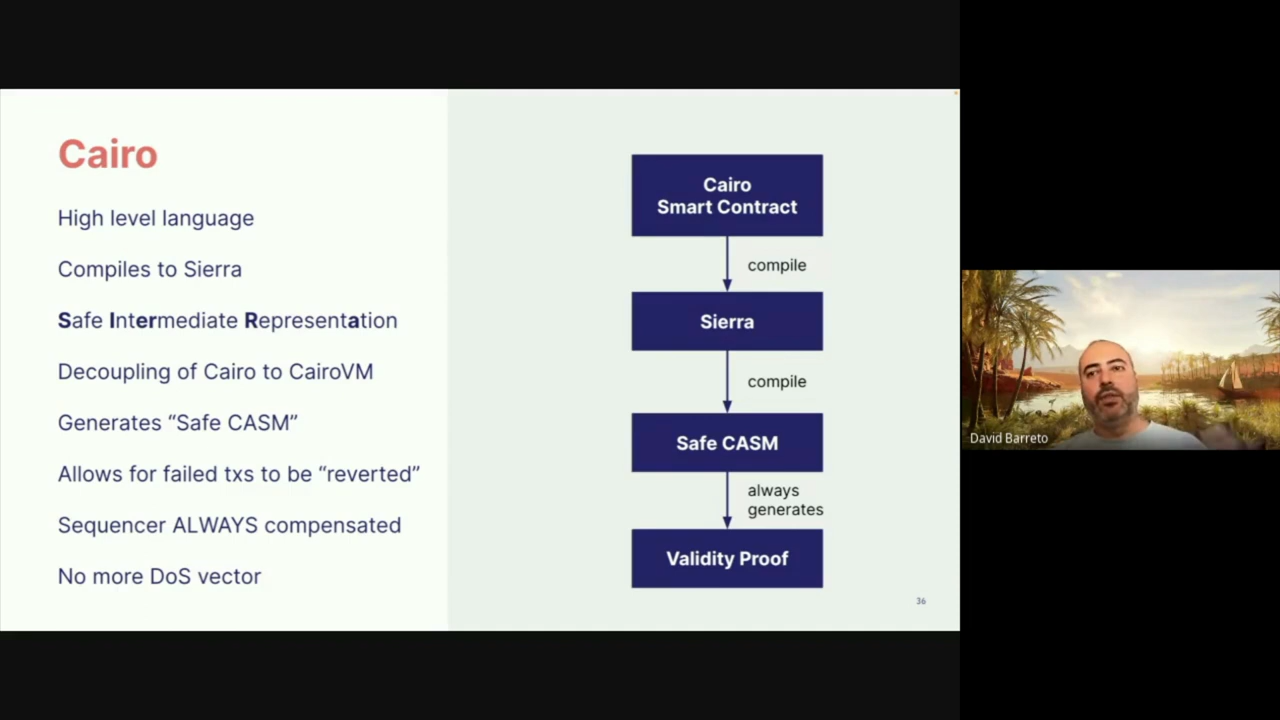 Cairo
High level language
Compiles to Sierra
Safe Intermediate Representation
Decoupling of Cairo to CairoVM
Generates “Safe CASM”
Allows for failed txs to be “reverted”
Sequencer ALWAYS compensated
No more DoS vector
Cairo
Smart Contract
compile
Sierra
compile
Safe CASM
always
generates
Validity Proof
36
David Barreto